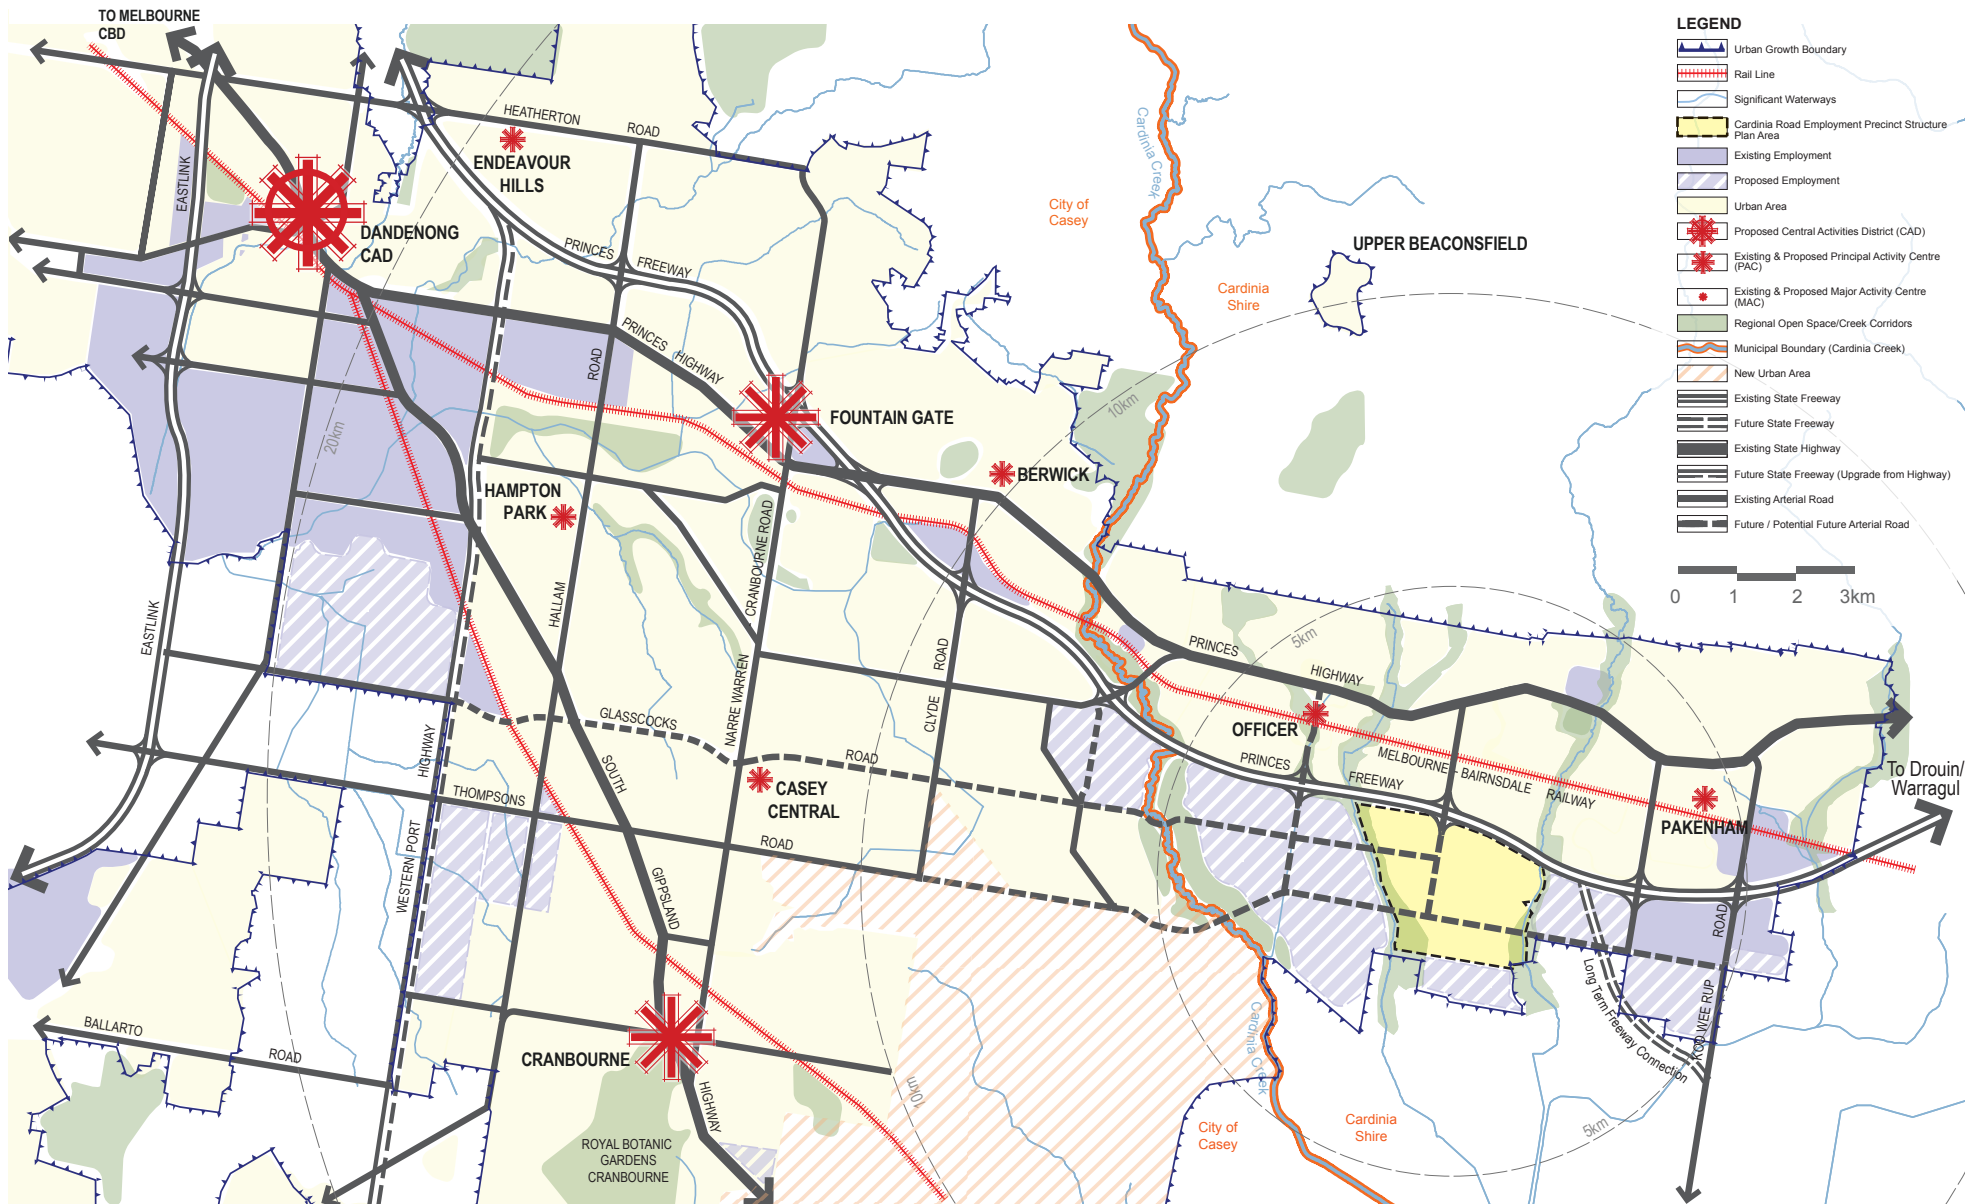 TO MELBOURNE
CBD
HEATHERTON
ROAD
EASTLINK
ENDEAVOUR
HILLS
DANDENONG
CAD
PRINCES
FREEWAY
PRINCES
HIGHWAY
ROAD
20km
FOUNTAIN GATE
BERWICK
10km
Cardinia Creek
City of
Casey
Cardinia
Shire
UPPER BEACONSFIELD
HAMPTON
PARK
HALLAM
CRANBOURNE ROAD
NARRE WARREN
CLYDE
ROAD
EASTLINK
GLASSCOCKS
ROAD
HIGHWAY
WESTERN PORT
THOMPSONS
ROAD
SOUTH
GIPPSLAND
HIGHWAY
CASEY
CENTRAL
PRINCES
HIGHWAY
5km
OFFICER
PRINCES
FREEWAY
MELBOURNE - BAIRNSDALE RAILWAY
PAKENHAM
To Drouin/
Warragul
ROAD
KOO WEE RUP
Long Term Freeway Connection
BALLARTO
ROAD
CRANBOURNE
ROYAL BOTANIC
GARDENS
CRANBOURNE
10km
Cardinia Creek
City of
Casey
Cardinia
Shire
5km
LEGEND
Urban Growth Boundary
Rail Line
Significant Waterways
Cardinia Road Employment Precinct Structure
Plan Area
Existing Employment
Proposed Employment
Urban Area
Proposed Central Activities District (CAD)
Existing & Proposed Principal Activity Centre
(PAC)
Existing & Proposed Major Activity Centre
(MAC)
Regional Open Space/Creek Corridors
Municipal Boundary (Cardinia Creek)
New Urban Area
Existing State Freeway
Future State Freeway
Existing State Highway
Future State Freeway (Upgrade from Highway)
Existing Arterial Road
Future / Potential Future Arterial Road
0 1 2 3km